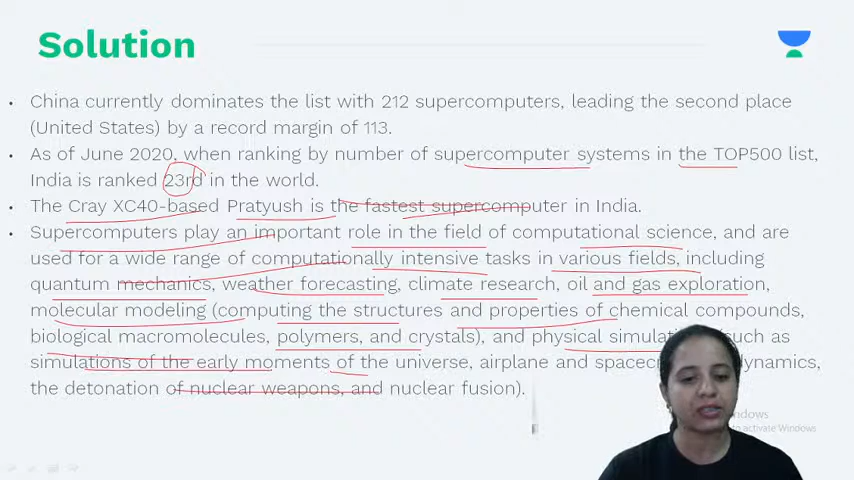 Solution
• China currently dominates the list with 212 supercomputers, leading the second place
(United States) by a record margin of 113.
• As of June 2020, when ranking by number of supercomputer systems in the TOP500 list,
India is ranked 23rd in the world.
• The Cray XC40-based Pratyush is the fastest supercomputer in India.
• Supercomputers play an important role in the field of computational science, and are
used for a wide range of computationally intensive tasks in various fields, including
quantum mechanics, weather forecasting, climate research, oil and gas exploration,
molecular modeling (computing the structures and properties of chemical compounds,
biological macromolecules, polymers, and crystals), and physical (such as
simulations of the early moments of the universe, airplane and
the detonation of nuclear weapons, and nuclear fusion).
to activate Windows